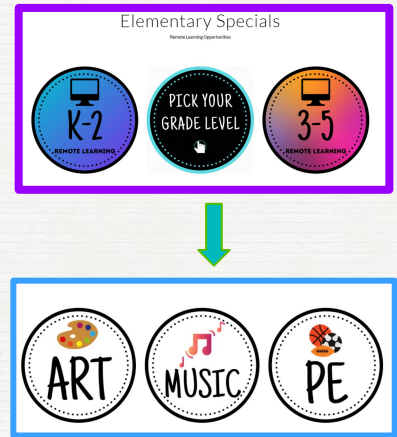 Elementary Specials
Remote Learning Opportunities
K-2
REMOTE LEARNING
PICK YOUR
GRADE LEVEL
3-5
REMOTE LEARNING
ART
MUSIC
PE